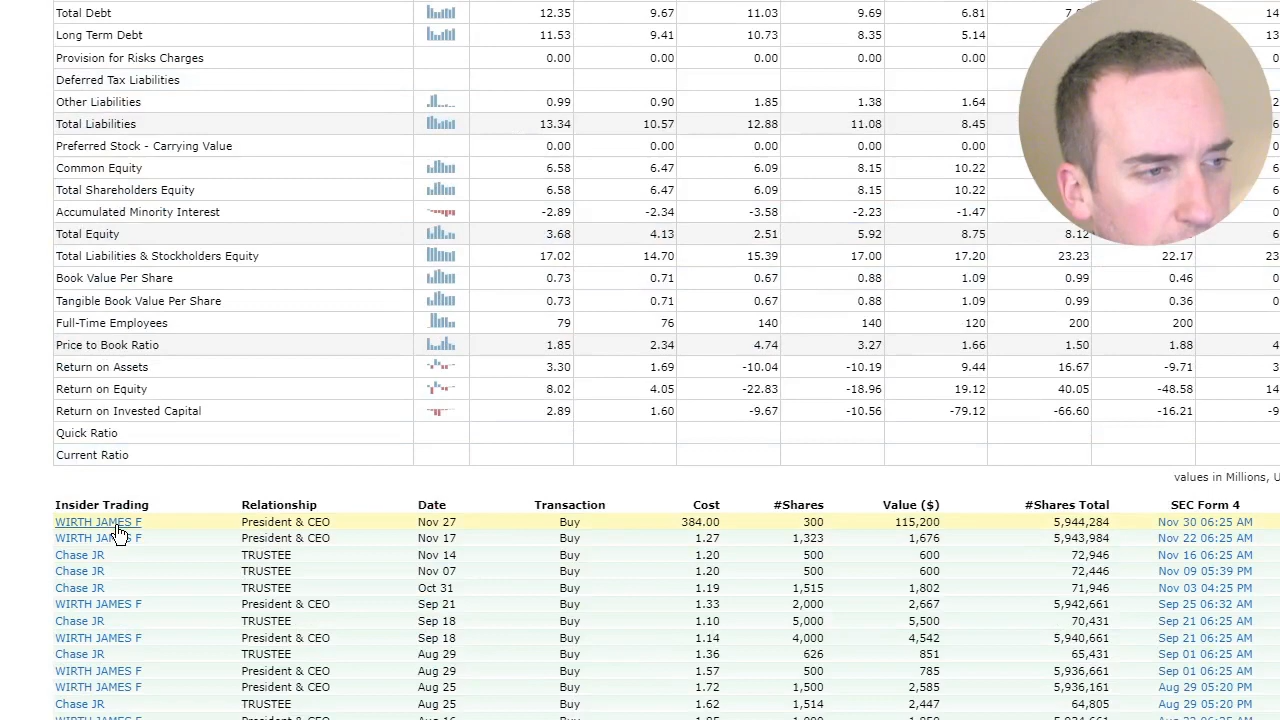 Total Debt 12.35 9.67 11.03 9.69 6.81 14
Long Term Debt 11.53 9.41 10.73 8.35 5.14 13
Provision for Risks Charges 0.00 0.00 0.00 0.00 0.00 0
Deferred Tax Liabilities
Other Liabilities 0.99 0.90 1.85 1.38 1.64 2
Total Liabilities 13.34 10.57 12.88 11.08 8.45 6
Preferred Stock - Carrying Value 0.00 0.00 0.00 0.00 0.00 0
Common Equity 6.58 6.47 6.09 8.15 10.22 6
Total Shareholders Equity 6.58 6.47 6.09 8.15 10.22 6
Accumulated Minority Interest -2.89 -2.34 -3.58 -2.23 -1.47 0
Total Equity 3.68 4.13 2.51 5.92 8.75 8.12 6
Total Liabilities & Stockholders Equity 17.02 14.70 15.39 17.00 17.20 23.23 22.17 23
Book Value Per Share 0.73 0.71 0.67 0.88 1.09 0.99 0.46 0
Tangible Book Value Per Share 0.73 0.71 0.67 0.88 1.09 0.99 0.36 0
Full-Time Employees 79 76 140 140 120 200 200
Price to Book Ratio 1.85 2.34 4.74 3.27 1.66 1.50 1.88 4
Return on Assets 3.30 1.69 -10.04 -10.19 9.44 16.67 -9.71 3
Return on Equity 8.02 4.05 -22.83 -18.95 19.12 40.05 -48.58 14
Return on Invested Capital 2.89 1.60 -9.67 -10.56 -79.12 -66.60 -16.21 -9
Quick Ratio
Current Ratio
values in Millions, U
Insider Trading Relationship Date Transaction Cost #Shares Value ($) #Shares Total SEC Form 4
WIRTH JAMES F President & CEO Nov 27 Buy 384.00 300 115,200 5,944,284 Nov 30 06:25 AM
WIRTH JAMES F President & CEO Nov 17 Buy 1.27 1,323 1,676 5,943,984 Nov 22 06:25 AM
Chase JR TRUSTEE Nov 14 Buy 1.20 500 600 72,946 Nov 16 06:25 AM
Chase JR TRUSTEE Nov 07 Buy 1.20 500 600 72,446 Nov 09 05:39 PM
Chase JR TRUSTEE Oct 31 Buy 1.19 1,515 1,802 71,946 Nov 03 04:25 PM
WIRTH JAMES F President & CEO Sep 21 Buy 1.33 2,000 2,667 5,942,661 Sep 25 06:32 AM
Chase JR TRUSTEE Sep 18 Buy 1.10 5,000 5,500 70,431 Sep 21 06:25 AM
WIRTH JAMES F President & CEO Sep 18 Buy 1.14 4,000 4,542 5,940,661 Sep 21 06:25 AM
Chase JR TRUSTEE Aug 29 Buy 1.36 626 851 65,431 Sep 01 06:25 AM
WIRTH JAMES F President & CEO Aug 29 Buy 1.57 500 785 5,936,661 Sep 01 06:25 AM
WIRTH JAMES F President & CEO Aug 25 Buy 1.72 1,500 2,585 5,936,161 Aug 29 05:20 PM
Chase JR TRUSTEE Aug 25 Buy 1.62 1,514 2,447 64,805 Aug 29 05:20 PM